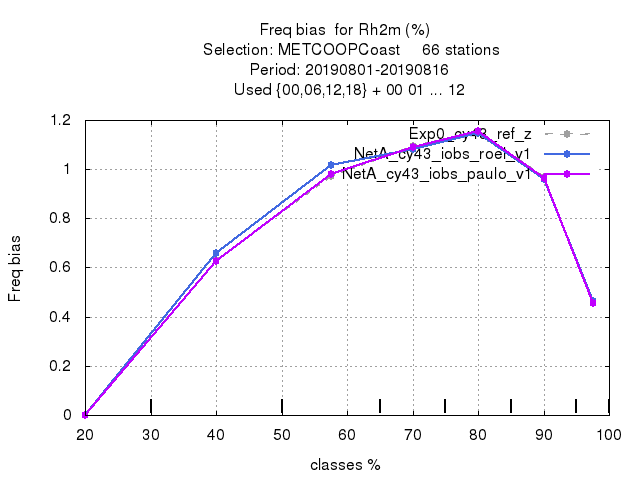 Freq bias for Rh2m (%)
Selection: METCOOPCoast 66 stations
Period: 20190801-20190816
Used {00,06,12,18} + 00 01 ... 12
Exp0_cy43_ref_z
NetA_cy43_iobs_roel_v1
NetA_cy43_iobs_paulo_v1
Freq bias
1.2
1
0.8
0.6
0.4
0.2
0
20 30 40 50 60 70 80 90 100
classes %